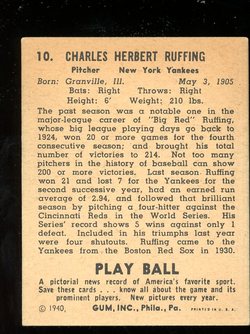 10. CHARLES HERBERT RUFFING
Pitcher New York Yankees
Born: Granville, Ill. May 3, 1905
Bats: Right Throws: Right
Height: 6' Weight: 210 lbs.
The past season was a notable one in the
major-league career of "Big Red" Ruffing,
whose big league playing days go back to
1924, won 20 or more games for the fourth
consecutive season; and brought his total
number of victories to 214. Not too many
pitchers in the history of baseball can show
200 or more victories. Last season Ruffing
won 21 and lost 7 for the Yankees for the
second successive year, had an earned run
average of 2.94, and followed that brilliant
season by pitching a four-hitter against the
Cincinnati Reds in the World Series. His
Series' record shows 5 wins against only 1
defeat. Included in his triumphs last year
were four shutouts. Ruffing came to the
Yankees from the Boston Red Sox in 1930.
PLAY BALL
A pictorial news record of America's favorite sport.
Save these cards . . know all about the game and its
prominent players. New pictures every year.
© 1940, GUM, INC., Phila., Pa. PRINTED IN U.S.A.